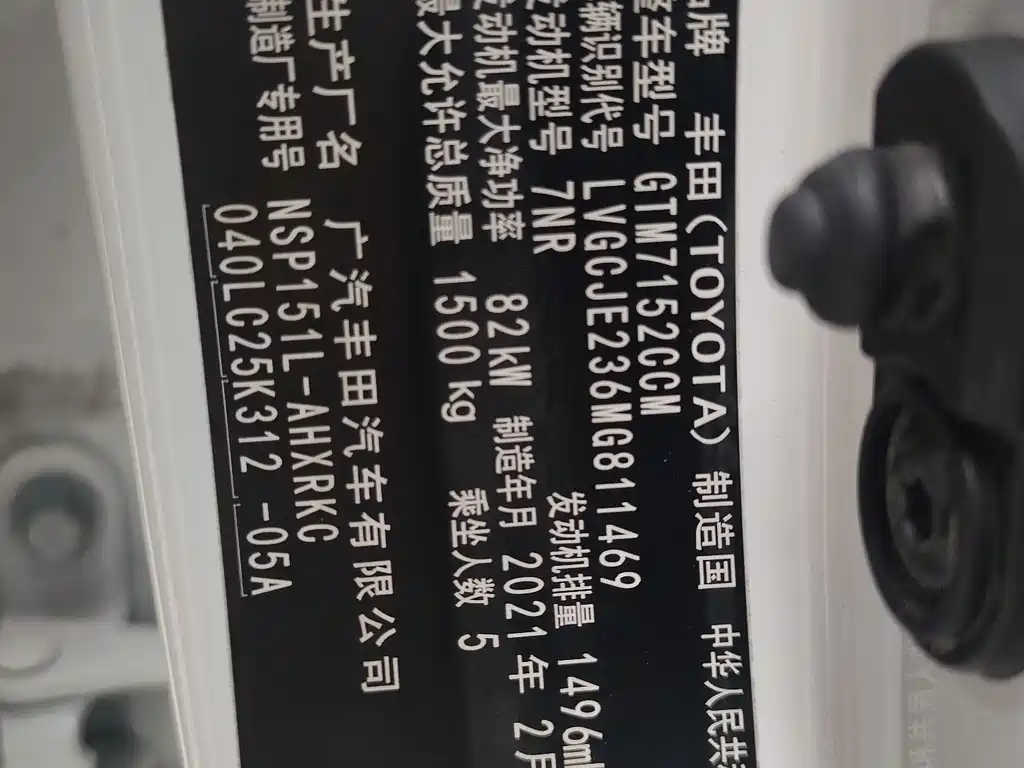 品牌 丰田(TOYOTA) 制造国 中华人民共
整车型号 GTM7152CCM
辆识别代号 LVGCJE236MG811469
发动机型号 7NR 发动机排量 1496ml
发动机最大净功率 82kW 制造年月 2021年 2月
最大允许总质量 1500kg 乘坐人数 5
生产厂名 广汽丰田汽车有限公司
制造厂专用号 NSP151L-AHXRKC
040LC25K312-05A